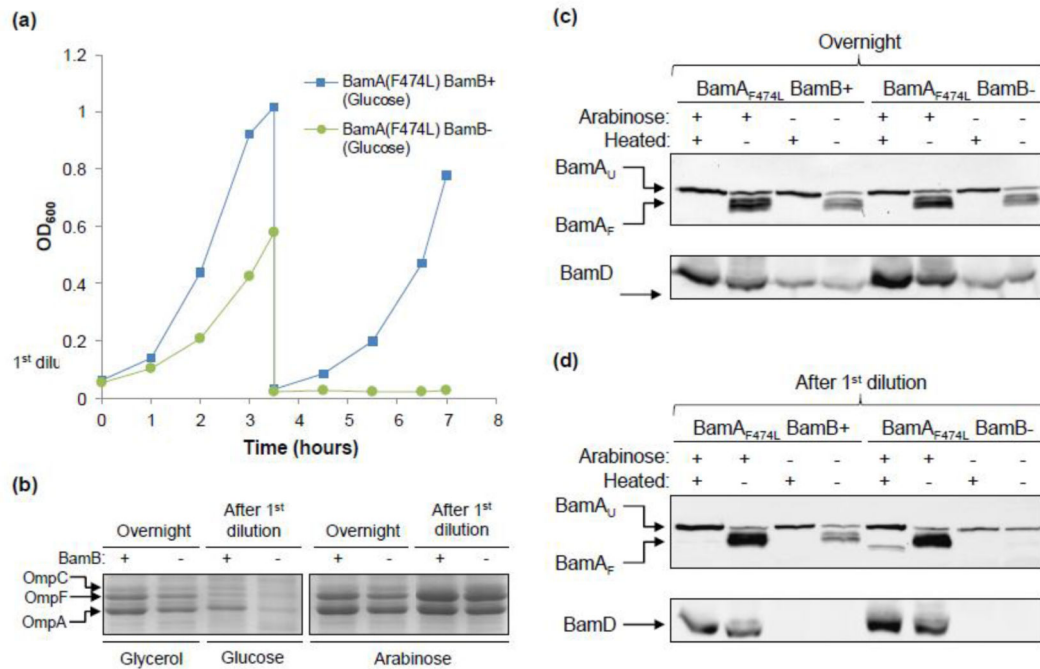 (a)
1.2
1
0.8
0.6
0.4
0.2
0
OD600
BamA(F474L) BamB+
(Glucose)
BamA(F474L) BamB-
(Glucose)
1st dilu
0 1 2 3 4 5 6 7 8
Time (hours)
(b)
Overnight After 1st dilution Overnight After 1st dilution
BamB: + - + - + - + -
OmpC
OmpF
OmpA
Glycerol Glucose Arabinose
(c)
Overnight
BamAF474L BamB+ BamAF474L BamB-
Arabinose: + + - - + + - -
Heated: + - + - + - + -
BamAU
BamAF
BamD
(d)
After 1st dilution
BamAF474L BamB+ BamAF474L BamB-
Arabinose: + + - - + + - -
Heated: + - + - + - + -
BamAU
BamAF
BamD